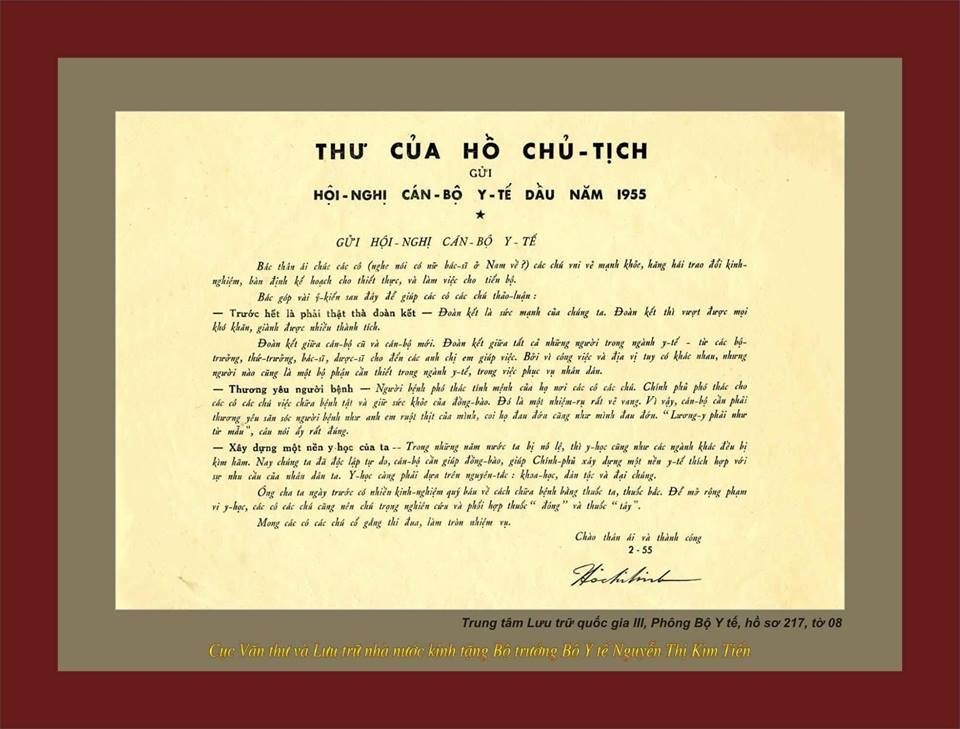 THƯ CỦA HỒ CHỦ-TỊCH
GỬI
HỘI-NGHỊ CÁN-BỘ Y-TẾ DẦU NĂM 1955
★
GỬI HỘI-NGHỊ CÁN-BỘ Y-TẾ
Bác thân ái chúc các cô (nghe nói có nữ bác-sĩ ở Nam về?) các chú vui vẻ mạnh khỏe, hăng hái trao đổi kinh-
nghiệm, bàn định kế hoạch cho thiết thực, và làm việc cho tiến bộ.
Bác góp vài ý-kiến sau đây để giúp các cô các chú thảo-luận :
— Trước hết là phải thật thà đoàn kết — Đoàn kết là sức mạnh của chúng ta. Đoàn kết thì vượt được mọi
khó khăn, giành được nhiều thành tích.
Đoàn kết giữa cán-bộ cũ và cán-bộ mới. Đoàn kết giữa tất cả những người trong ngành y-tế - từ các bộ-
trưởng, thứ-trưởng, bác-sĩ, dược-sĩ cho đến các anh chị em giúp việc. Bởi vì công việc và địa vị tuy có khác nhau, nhưng
người nào cũng là một bộ phận cần thiết trong ngành y-tế, trong việc phục vụ nhân dân.
— Thương yêu người bệnh — Người bệnh phó thác tính mệnh của họ nơi các cô các chú. Chính phủ phó thác cho
các cô các chú việc chữa bệnh tật và giữ sức khỏe của đồng-bào. Đó là một nhiệm-vụ rất vẻ vang. Vì vậy, cán-bộ cần phải
thương yêu săn sóc người bệnh như anh em ruột thịt của mình, coi họ đau đớn cũng như mình đau đớn. “Lương-y phải như
từ mẫu”, câu nói ấy rất đúng.
— Xây dựng một nền y-học của ta -- Trong những năm nước ta bị nô lệ, thì y-học cũng như các ngành khác đều bị
kìm hãm. Nay chúng ta đã độc lập tự do, cán-bộ cần giúp đồng-bào, giúp Chính-phủ xây dựng một nền y-tế thích hợp với
sự nhu cầu của nhân dân ta. Y-học càng phải dựa trên nguyên-tắc : khoa-học, dân tộc và đại chúng.
Ông cha ta ngày trước có nhiều kinh-nghiệm quý báu về cách chữa bệnh bằng thuốc ta, thuốc bắc. Để mở rộng phạm
vi y-học, các cô các chú cũng nên chú trọng nghiên cứu và phối hợp thuốc “đông” và thuốc “tây”.
Mong các cô các chú cố gắng thi đua, làm tròn nhiệm vụ.
Chào thân ái và thành công
2 - 55
Hồ Chí Minh
Trung tâm Lưu trữ quốc gia III, Phông Bộ Y tế, hồ sơ 217, tờ 08
Cục Văn thư và Lưu trữ nhà nước kính tặng Bộ trưởng Bộ Y tế Nguyễn Thị Kim Tiến